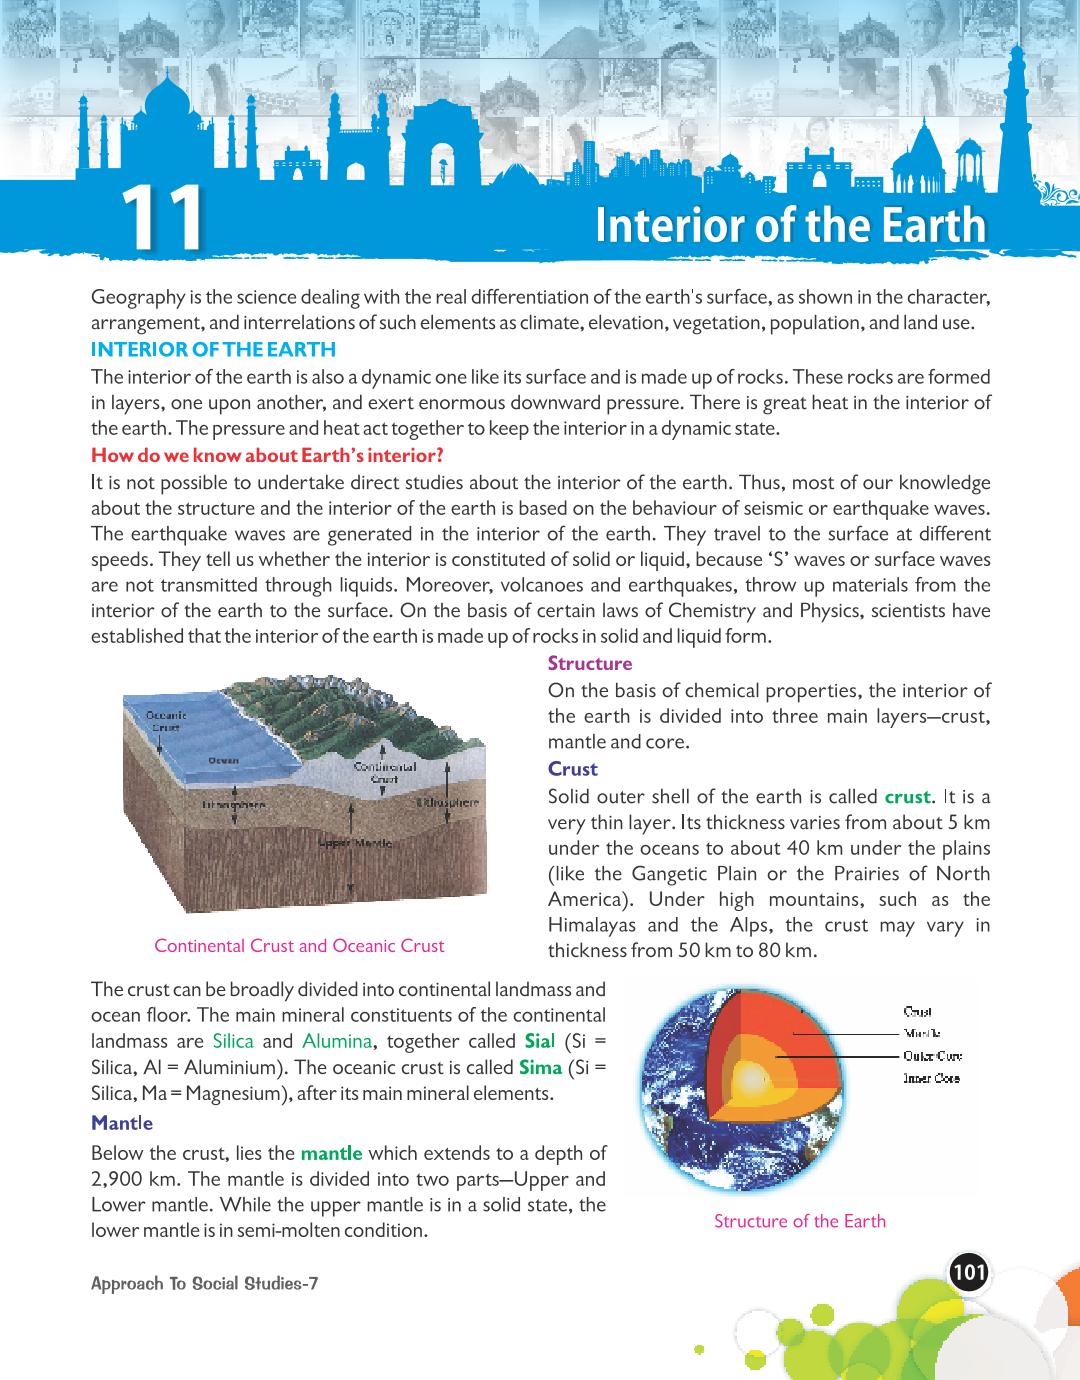 11
Interior of the Earth
Geography is the science dealing with the real differentiation of the earth's surface, as shown in the character,
arrangement, and interrelations of such elements as climate, elevation, vegetation, population, and land use.
INTERIOR OF THE EARTH
The interior of the earth is also a dynamic one like its surface and is made up of rocks. These rocks are formed
in layers, one upon another, and exert enormous downward pressure. There is great heat in the interior of
the earth. The pressure and heat act together to keep the interior in a dynamic state.
How do we know about Earth’s interior?
It is not possible to undertake direct studies about the interior of the earth. Thus, most of our knowledge
about the structure and the interior of the earth is based on the behaviour of seismic or earthquake waves.
The earthquake waves are generated in the interior of the earth. They travel to the surface at different
speeds. They tell us whether the interior is constituted of solid or liquid, because ‘S’ waves or surface waves
are not transmitted through liquids. Moreover, volcanoes and earthquakes, throw up materials from the
interior of the earth to the surface. On the basis of certain laws of Chemistry and Physics, scientists have
established that the interior of the earth is made up of rocks in solid and liquid form.
Oceanic
Crust
Ocean
Continental
Crust
Lithosphere
Lithosphere
Upper Mantle
Continental Crust and Oceanic Crust
Structure
On the basis of chemical properties, the interior of
the earth is divided into three main layers—crust,
mantle and core.
Crust
Solid outer shell of the earth is called crust. It is a
very thin layer. Its thickness varies from about 5 km
under the oceans to about 40 km under the plains
(like the Gangetic Plain or the Prairies of North
America). Under high mountains, such as the
Himalayas and the Alps, the crust may vary in
thickness from 50 km to 80 km.
The crust can be broadly divided into continental landmass and
ocean floor. The main mineral constituents of the continental
landmass are Silica and Alumina, together called Sial (Si =
Silica, Al = Aluminium). The oceanic crust is called Sima (Si =
Silica, Ma = Magnesium), after its main mineral elements.
Mantle
Below the crust, lies the mantle which extends to a depth of
2,900 km. The mantle is divided into two parts—Upper and
Lower mantle. While the upper mantle is in a solid state, the
lower mantle is in semi-molten condition.
Crust
Mantle
Outer Core
Inner Core
Structure of the Earth
Approach To Social Studies-7
101